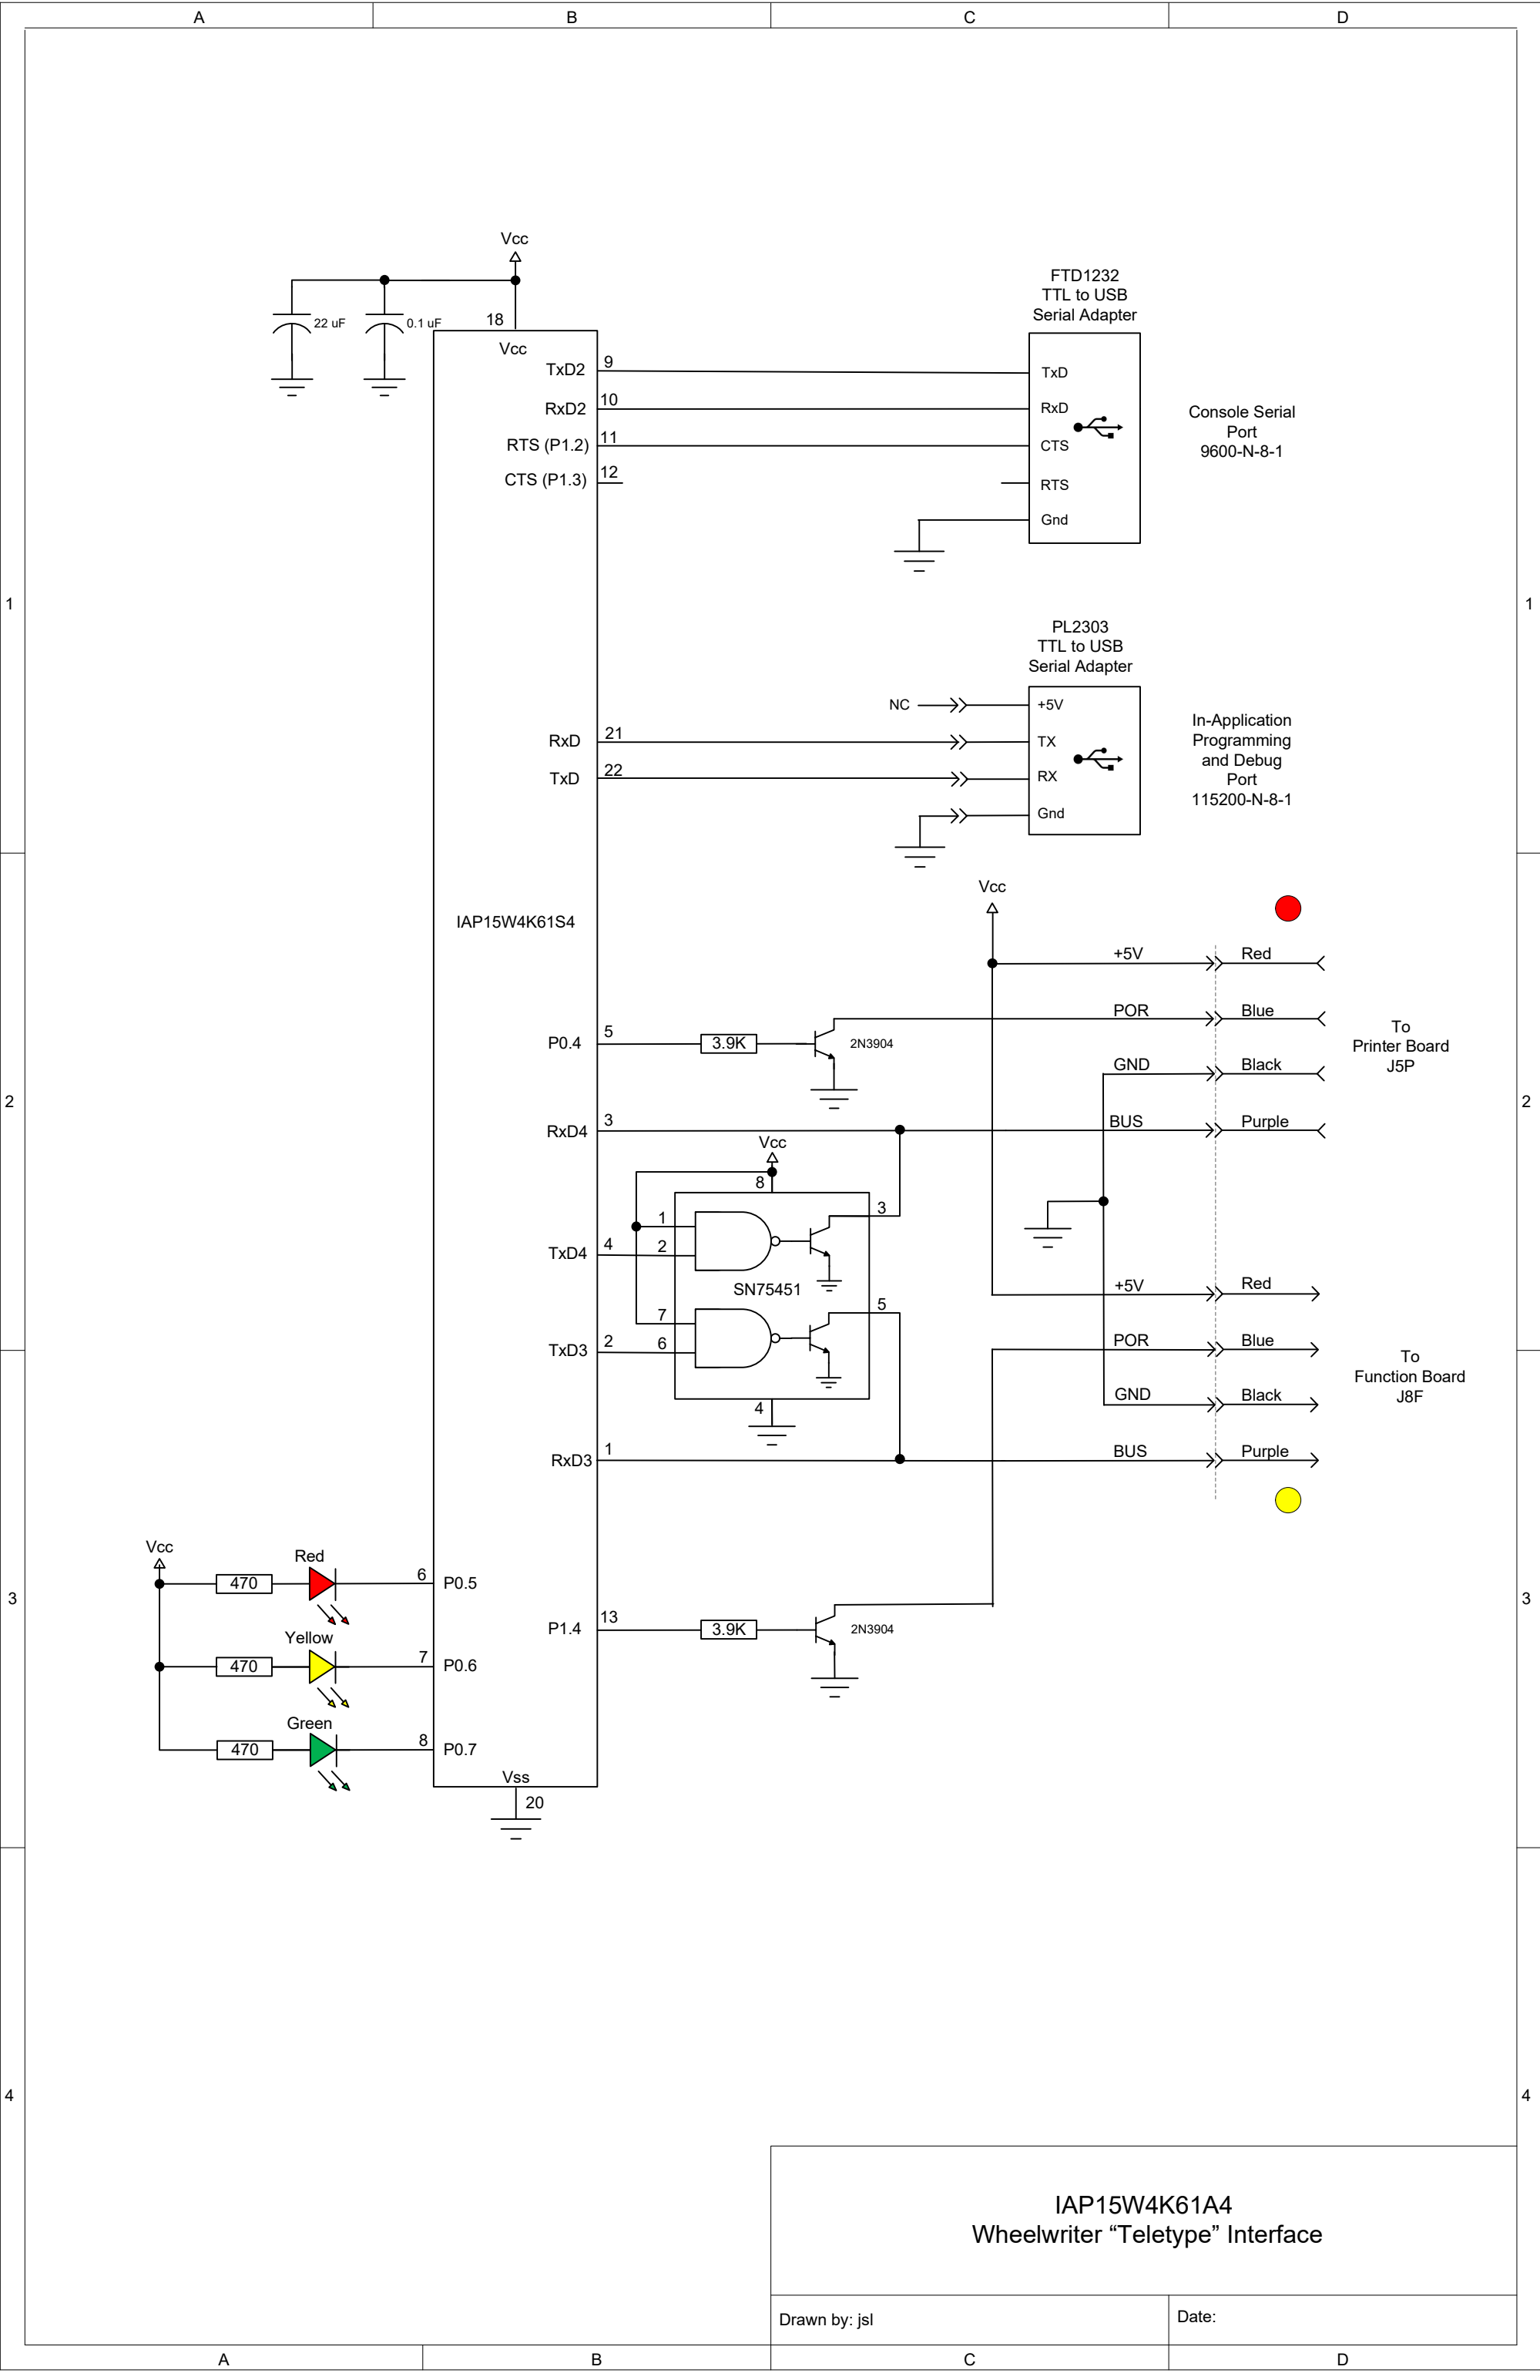 A B C D
Vcc
22 uF
0.1 uF
18
Vcc
TxD2 9
RxD2 10
RTS (P1.2) 11
CTS (P1.3) 12
FTD1232
TTL to USB
Serial Adapter
TxD
RxD
CTS
RTS
Gnd
Console Serial
Port
9600-N-8-1
1 1
PL2303
TTL to USB
Serial Adapter
NC
+5V
TX
RX
Gnd
RxD 21
TxD 22
In-Application
Programming
and Debug
Port
115200-N-8-1
IAP15W4K61S4
Vcc
+5V Red
POR Blue
GND Black
BUS Purple
To
Printer Board
J5P
P0.4 5 3.9K 2N3904
2 2
RxD4 3
Vcc
8
1
TxD4 4 2
3
SN75451
7
TxD3 2 6
5
4
RxD3 1
+5V Red
POR Blue
GND Black
BUS Purple
To
Function Board
J8F
Vcc
Red
470 6 P0.5
Yellow
470 7 P0.6
Green
470 8 P0.7
3 3
P1.4 13 3.9K 2N3904
Vss
20
4 4
IAP15W4K61A4
Wheelwriter “Teletype” Interface
Drawn by: jsl
Date:
A B C D